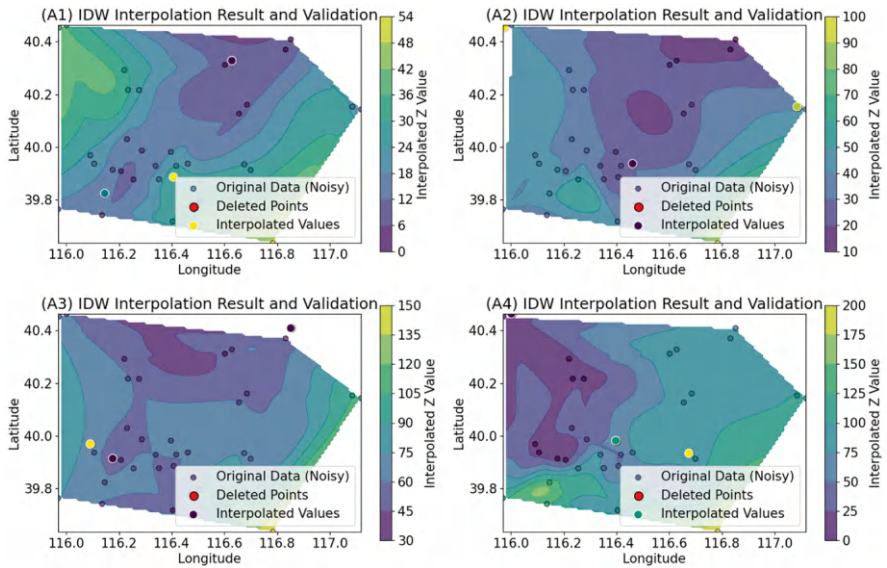 (A1) IDW Interpolation Result and Validation
40.4
40.2
40.0
39.8
Latitude
116.0 116.2 116.4 116.6 116.8 117.0
Longitude
Original Data (Noisy)
Deleted Points
Interpolated Values
54
48
42
36
30
24
18
12
6
0
Interpolated Z Value
(A2) IDW Interpolation Result and Validation
40.4
40.2
40.0
39.8
Latitude
116.0 116.2 116.4 116.6 116.8 117.0
Longitude
Original Data (Noisy)
Deleted Points
Interpolated Values
100
90
80
70
60
50
40
30
20
10
Interpolated Z Value
(A3) IDW Interpolation Result and Validation
40.4
40.2
40.0
39.8
Latitude
116.0 116.2 116.4 116.6 116.8 117.0
Longitude
Original Data (Noisy)
Deleted Points
Interpolated Values
150
135
120
105
90
75
60
45
30
Interpolated Z Value
(A4) IDW Interpolation Result and Validation
40.4
40.2
40.0
39.8
Latitude
116.0 116.2 116.4 116.6 116.8 117.0
Longitude
Original Data (Noisy)
Deleted Points
Interpolated Values
200
175
150
125
100
75
50
25
0
Interpolated Z Value